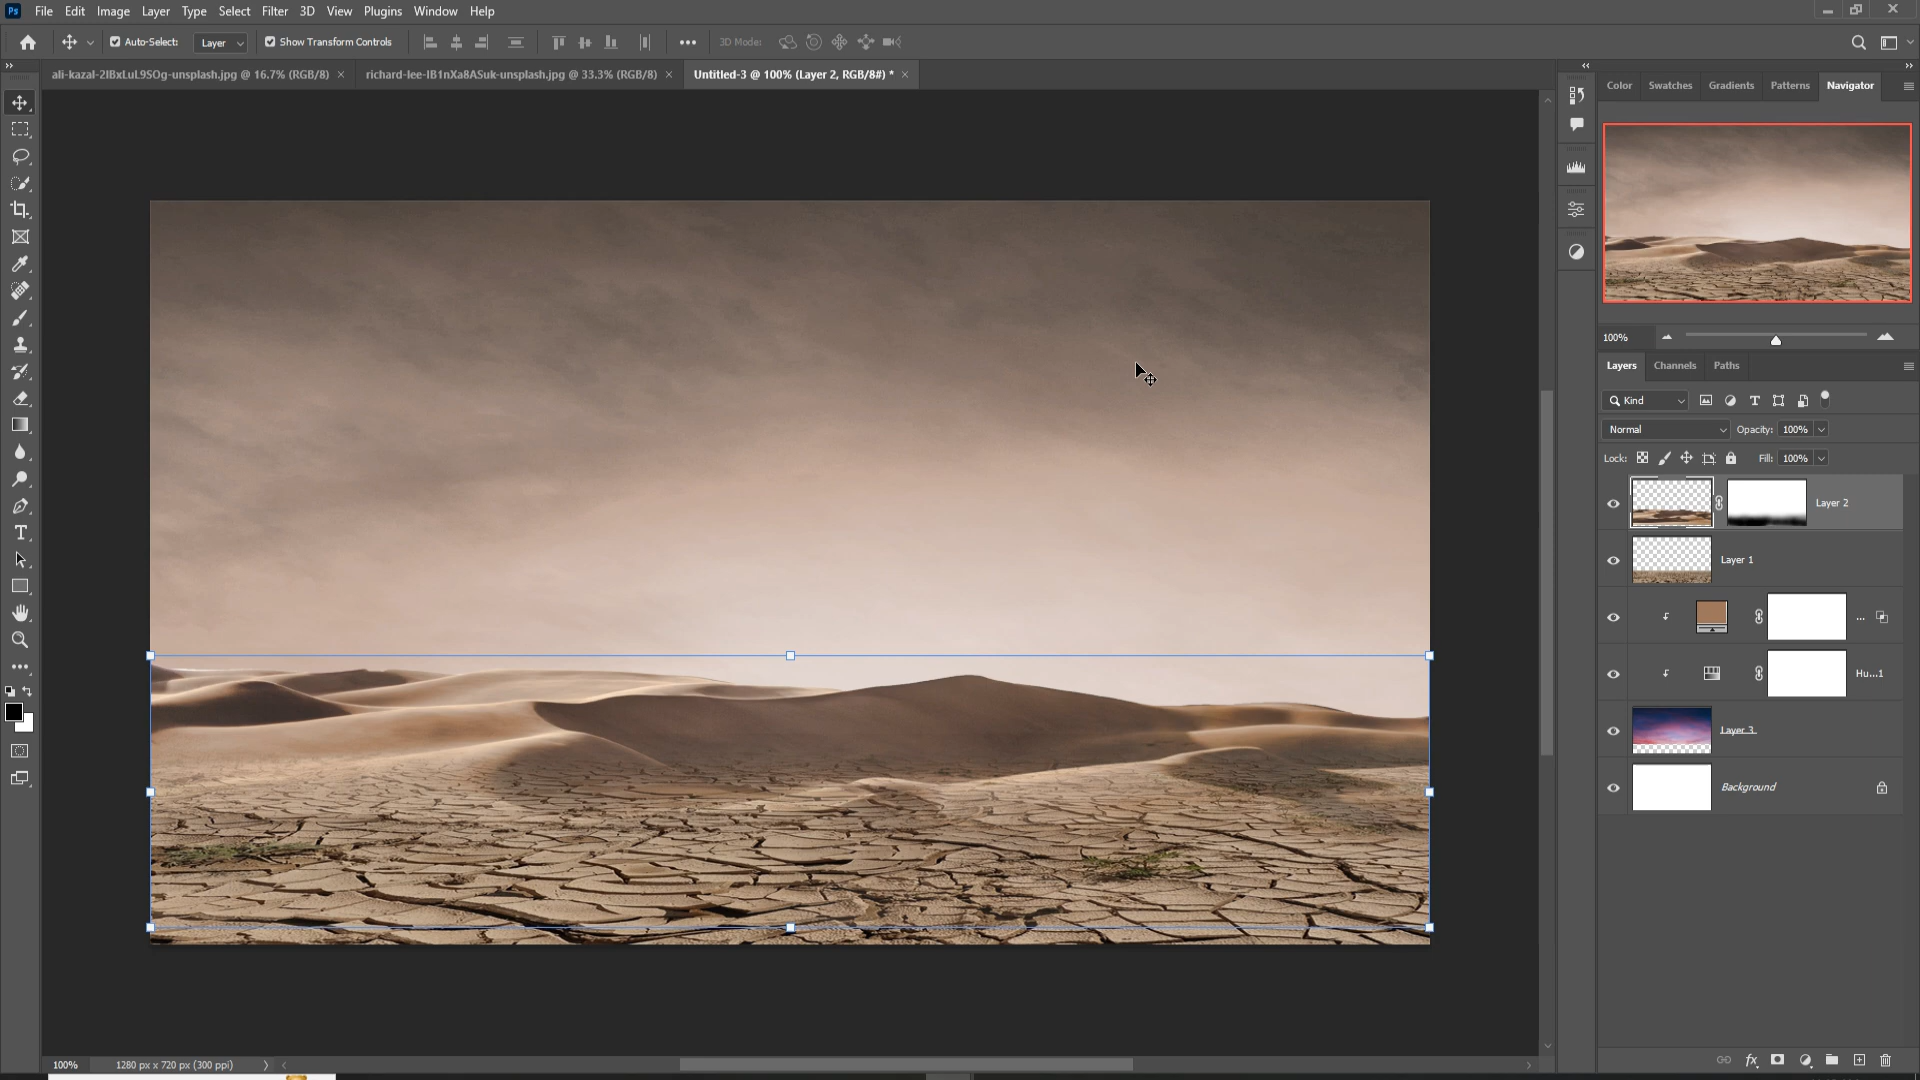 Ps File Edit Image Layer Type Select Filter 3D View Plugins Window Help
Auto-Select: Layer Show Transform Controls 3D Mode:
ali-kazal-2lBxLuL9SOg-unsplash.jpg @ 16.7% (RGB/8) × richard-lee-IB1nXa8ASuk-unsplash.jpg @ 33.3% (RGB/8) × Untitled-3 @ 100% (Layer 2, RGB/8#) * ×
Color Swatches Gradients Patterns Navigator
100%
Layers Channels Paths
Kind
Normal Opacity: 100%
Lock: Fill: 100%
Layer 2
Layer 1
...
Hu...1
Layer 3
Background
100% 1280 px x 720 px (300 ppi)
fx